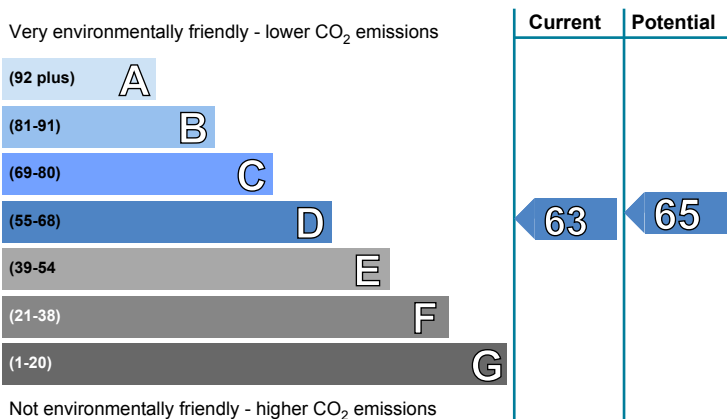 Current Potential
Very environmentally friendly - lower CO2 emissions
(92 plus) A
(81-91) B
(69-80) C
(55-68) D 63 65
(39-54 E
(21-38) F
(1-20) G
Not environmentally friendly - higher CO2 emissions